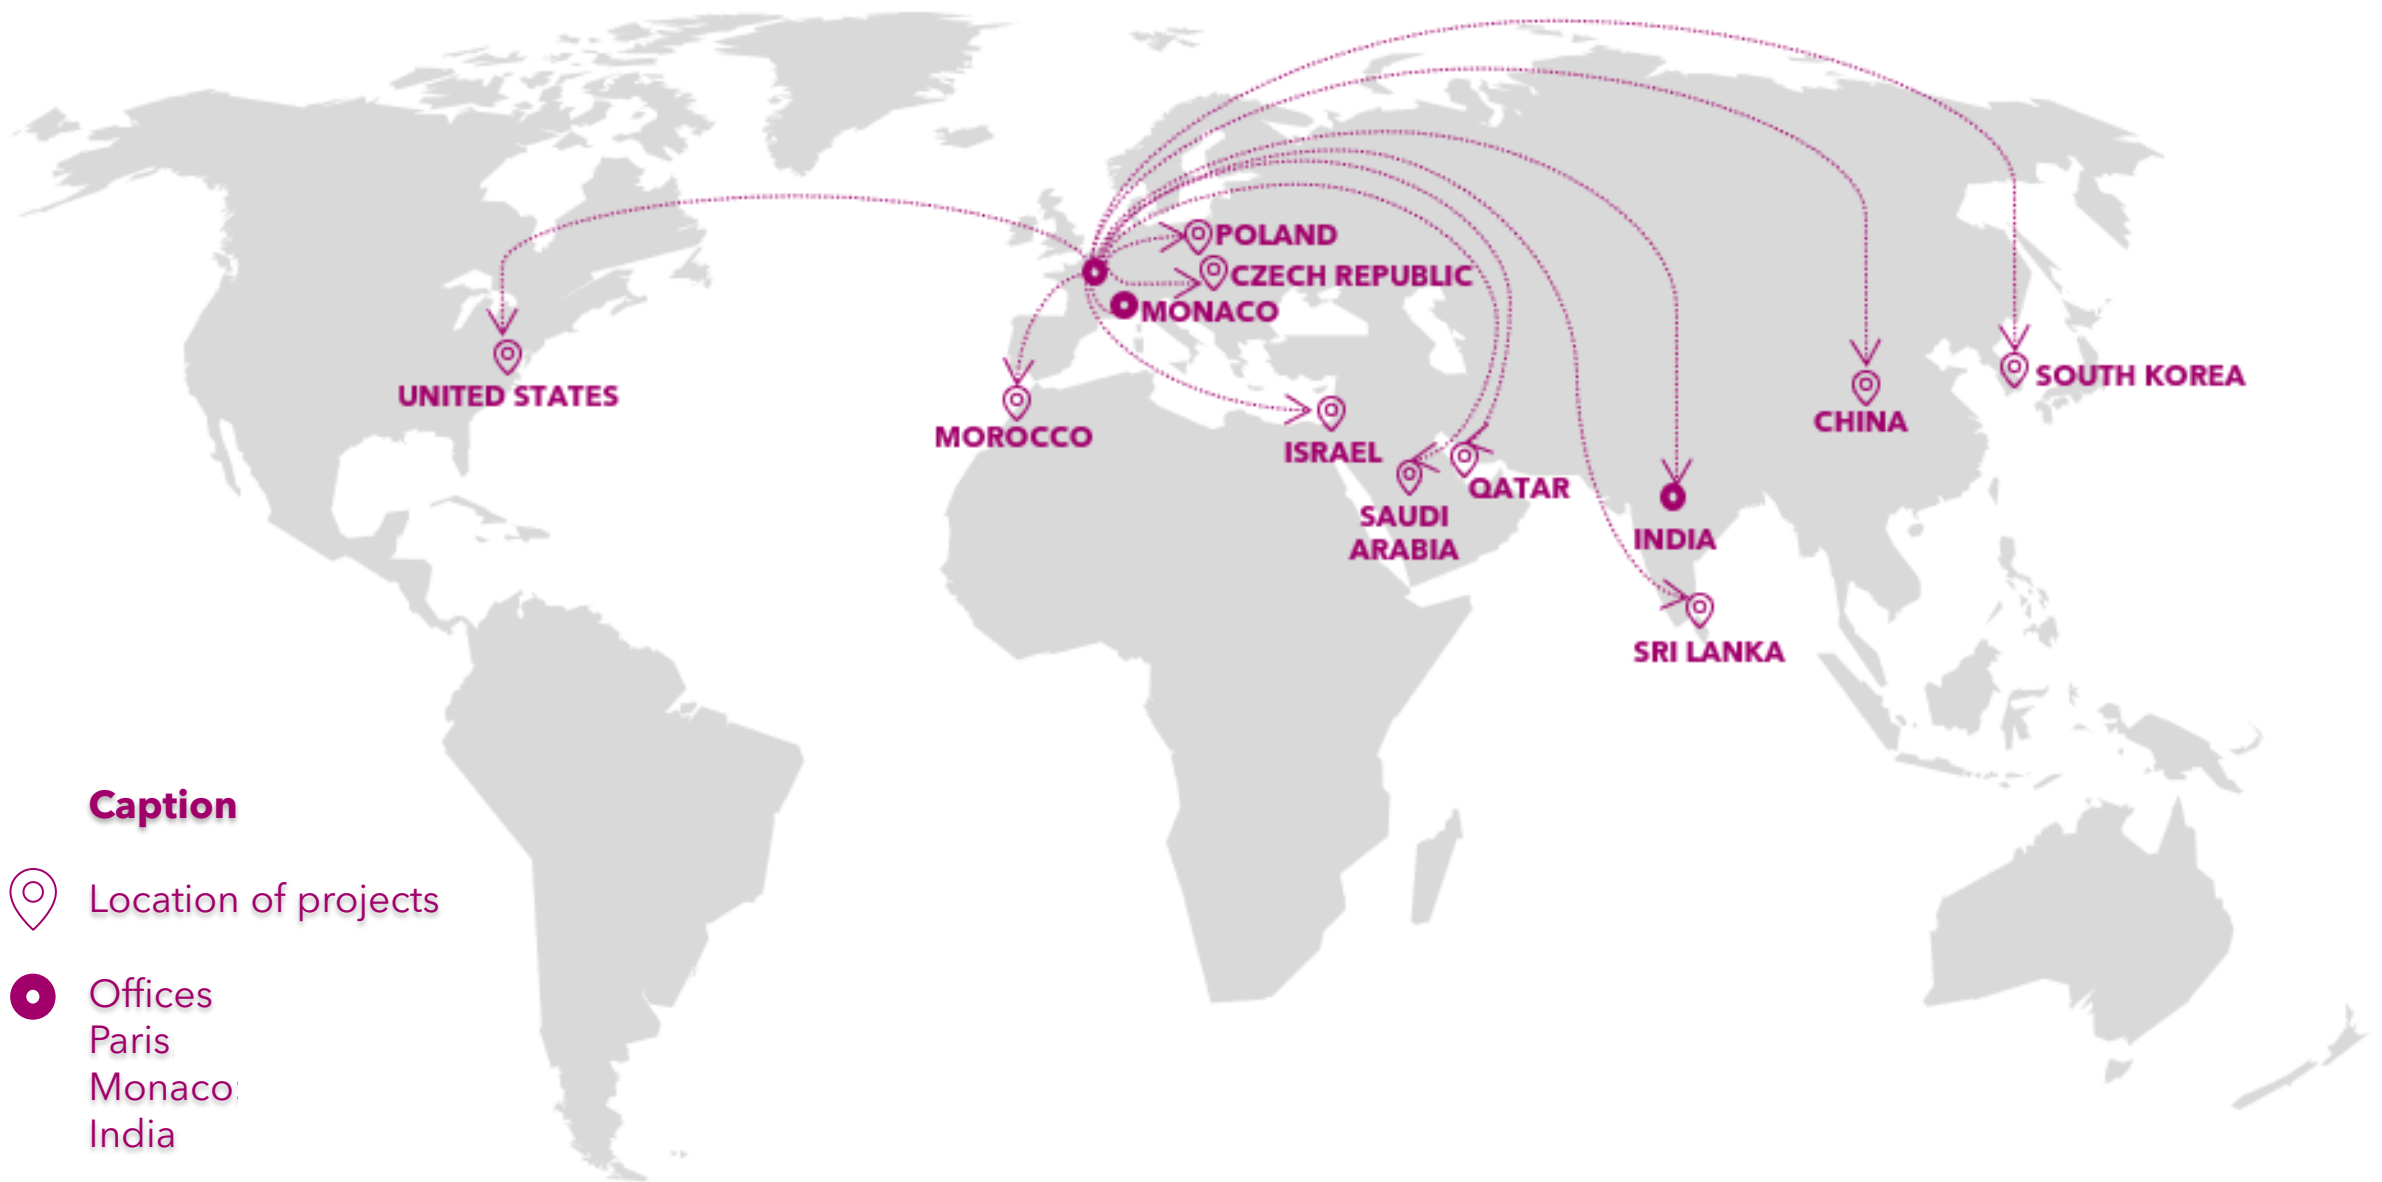 POLAND
CZECH REPUBLIC
MONACO
UNITED STATES
MOROCCO
ISRAEL
SAUDI
ARABIA
QATAR
INDIA
SRI LANKA
CHINA
SOUTH KOREA
Caption
Location of projects
Offices
Paris
Monaco
India